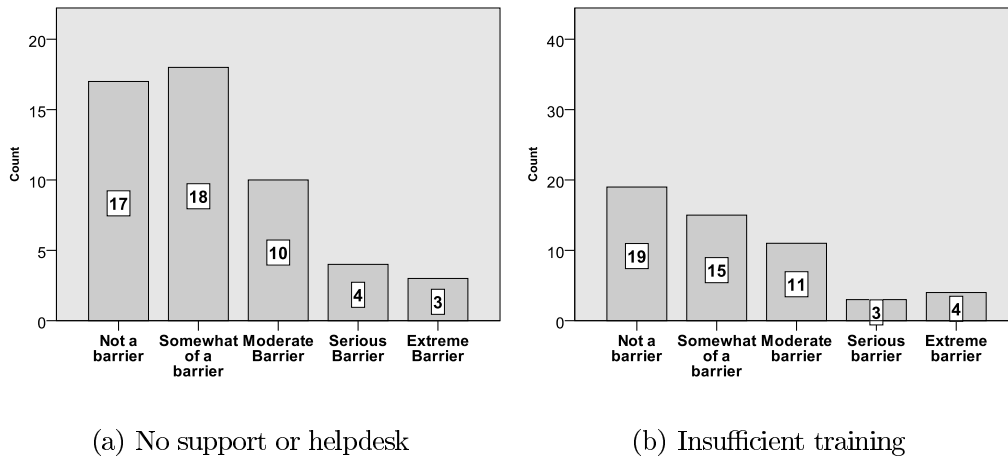 20
15
10
5
0
Count
17
18
10
4
3
Not a barrier
Somewhat of a barrier
Moderate Barrier
Serious Barrier
Extreme Barrier
(a) No support or helpdesk
40
30
20
10
0
Count
19
15
11
3
4
Not a barrier
Somewhat of a barrier
Moderate barrier
Serious barrier
Extreme barrier
(b) Insufficient training